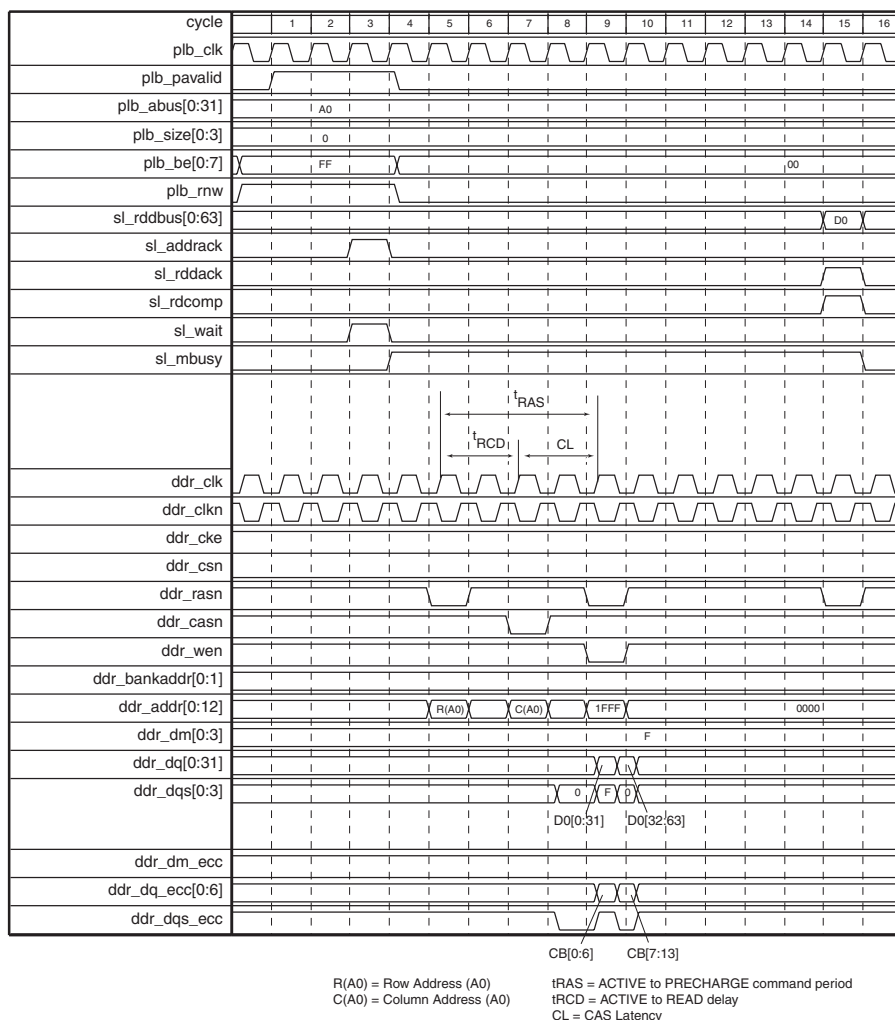 cycle 1 2 3 4 5 6 7 8 9 10 11 12 13 14 15 16
plb_clk
plb_pavalid
plb_abus[0:31] A0
plb_size[0:3] 0
plb_be[0:7] FF 00
plb_rnw
sl_rddbus[0:63] D0
sl_addrack
sl_rddack
sl_rdcomp
sl_wait
sl_mbusy
tRAS
tRCD CL
ddr_clk
ddr_clkn
ddr_cke
ddr_csn
ddr_rasn
ddr_casn
ddr_wen
ddr_bankaddr[0:1]
ddr_addr[0:12] R(A0) C(A0) 1FFF 0000
ddr_dm[0:3] F
ddr_dq[0:31]
ddr_dqs[0:3] 0 F 0
D0[0:31] D0[32:63]
ddr_dm_ecc
ddr_dq_ecc[0:6]
ddr_dqs_ecc
CB[0:6] CB[7:13]
R(A0) = Row Address (A0) tRAS = ACTIVE to PRECHARGE command period
C(A0) = Column Address (A0) tRCD = ACTIVE to READ delay
CL = CAS Latency